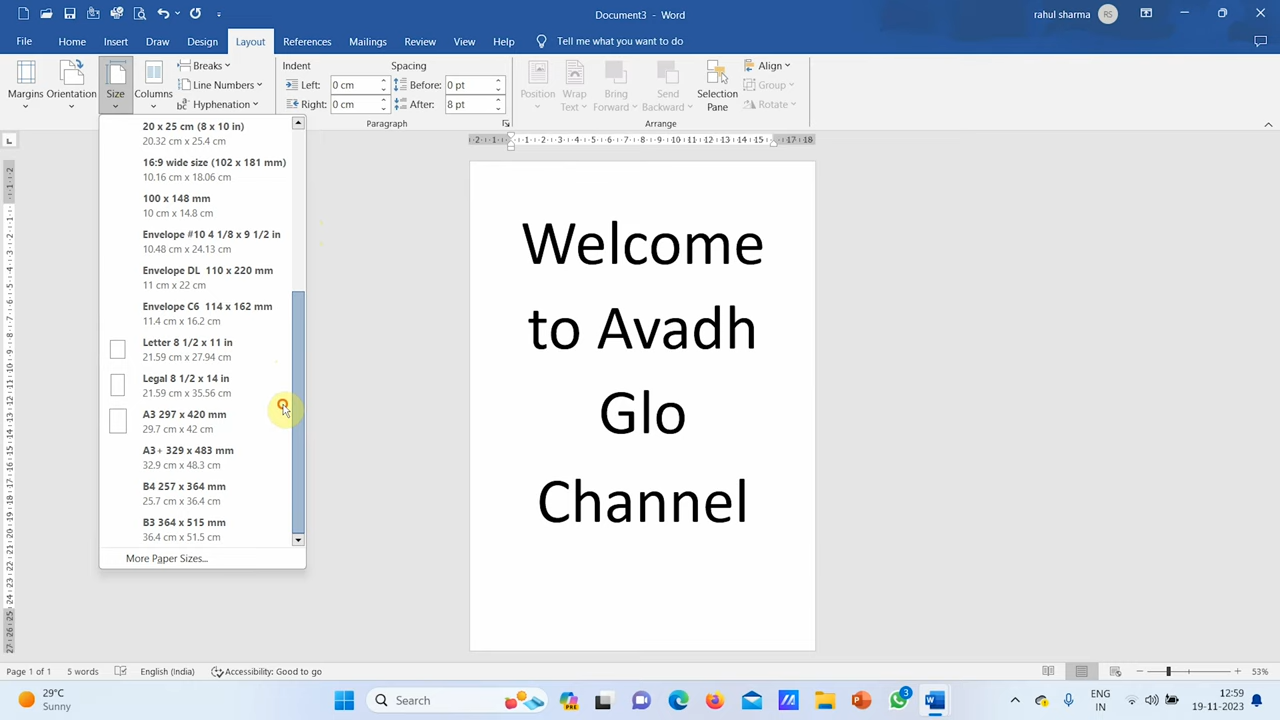 Document3 - Word
rahul sharma RS
File Home Insert Draw Design Layout References Mailings Review View Help Tell me what you want to do
Margins Orientation Size Columns
Breaks
Line Numbers
Hyphenation
Indent
Left: 0 cm
Right: 0 cm
Spacing
Before: 0 pt
After: 8 pt
Paragraph
Position
Wrap Text
Bring Forward
Send Backward
Selection Pane
Align
Group
Rotate
Arrange
20 x 25 cm (8 x 10 in)
20.32 cm x 25.4 cm
16:9 wide size (102 x 181 mm)
10.16 cm x 18.06 cm
100 x 148 mm
10 cm x 14.8 cm
Envelope #10 4 1/8 x 9 1/2 in
10.48 cm x 24.13 cm
Envelope DL 110 x 220 mm
11 cm x 22 cm
Envelope C6 114 x 162 mm
11.4 cm x 16.2 cm
Letter 8 1/2 x 11 in
21.59 cm x 27.94 cm
Legal 8 1/2 x 14 in
21.59 cm x 35.56 cm
A3 297 x 420 mm
29.7 cm x 42 cm
A3+ 329 x 483 mm
32.9 cm x 48.3 cm
B4 257 x 364 mm
25.7 cm x 36.4 cm
B3 364 x 515 mm
36.4 cm x 51.5 cm
More Paper Sizes...
Welcome
to Avadh
Glo
Channel
Page 1 of 1 5 words English (India) Accessibility: Good to go 53%
29°C
Sunny
Search
3
ENG
IN
12:59
19-11-2023